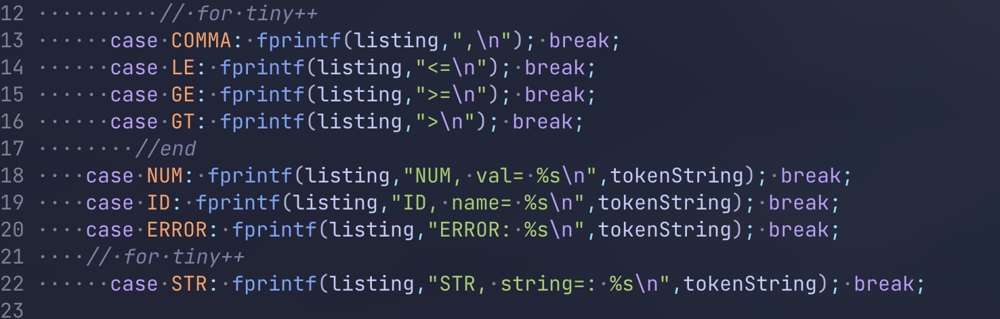 12 // for tiny++
13 case COMMA: fprintf(listing,",\n"); break;
14 case LE: fprintf(listing,"<=\n"); break;
15 case GE: fprintf(listing,">=\n"); break;
16 case GT: fprintf(listing,">\n"); break;
17 //end
18 case NUM: fprintf(listing,"NUM, val= %s\n",tokenString); break;
19 case ID: fprintf(listing,"ID, name= %s\n",tokenString); break;
20 case ERROR: fprintf(listing,"ERROR: %s\n",tokenString); break;
21 // for tiny++
22 case STR: fprintf(listing,"STR, string=: %s\n",tokenString); break;
23